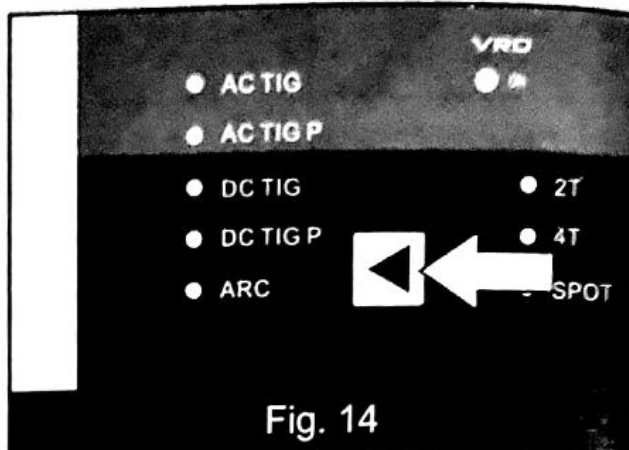 VRD
AC TIG
AC TIG P
DC TIG
2T
DC TIG P
4T
ARC
SPOT
Fig. 14